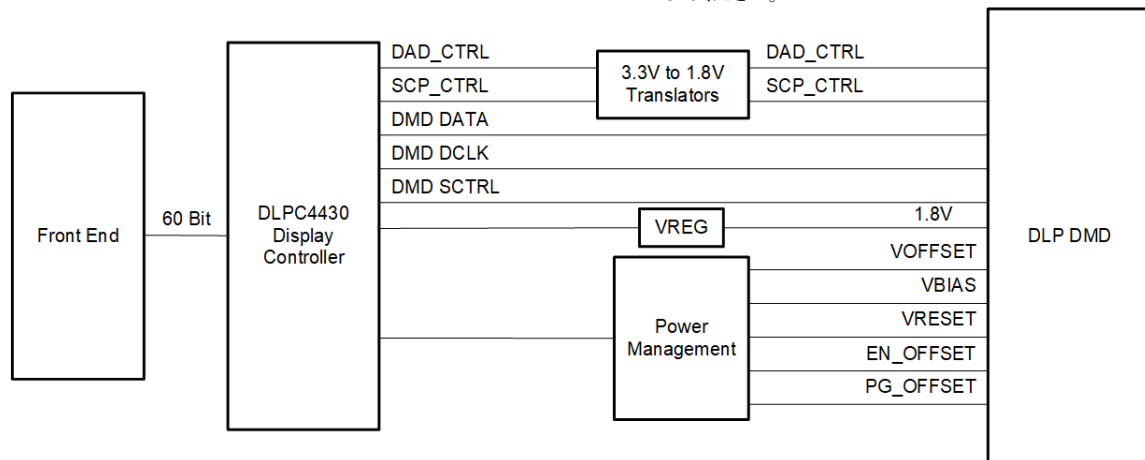 DAD_CTRL
SCP_CTRL
DMD DATA
DMD DCLK
DMD SCTRL
3.3V to 1.8V
Translators
DAD_CTRL
SCP_CTRL
Front End
60 Bit
DLPC4430
Display
Controller
VREG
1.8V
Power
Management
VOFFSET
VBIAS
VRESET
EN_OFFSET
PG_OFFSET
DLP DMD